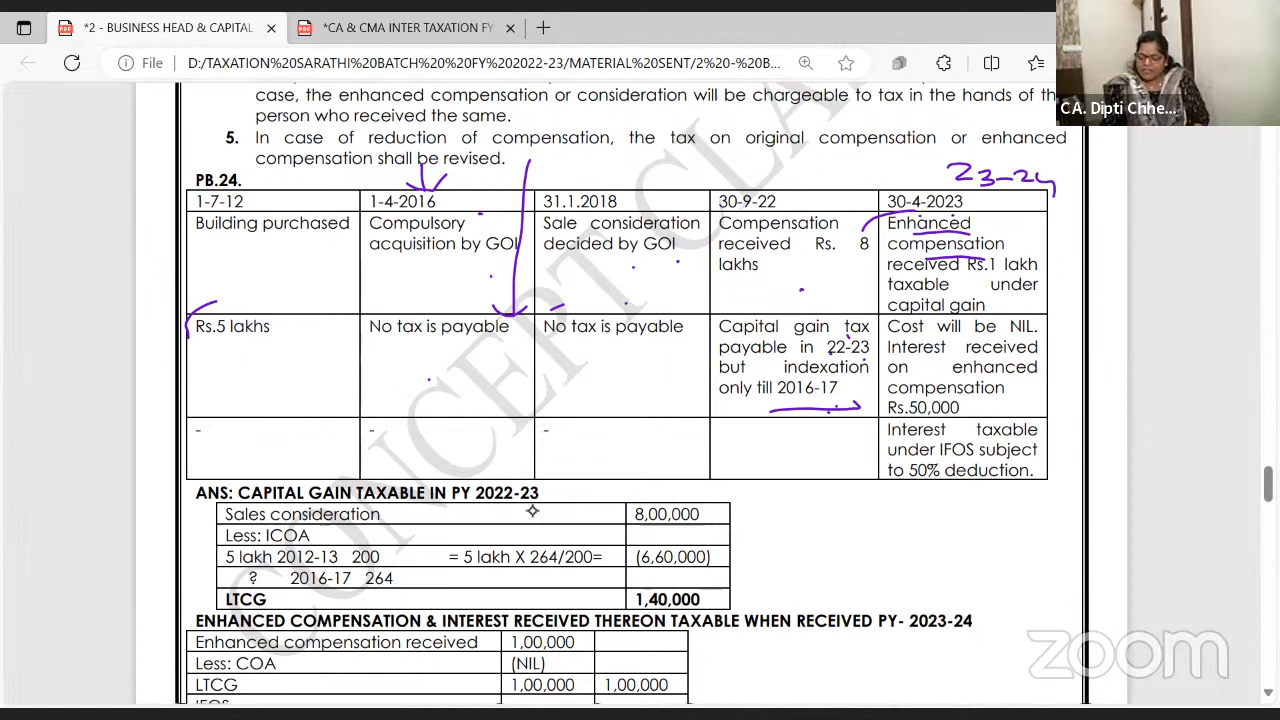 *2 - BUSINESS HEAD & CAPITAL
*CA & CMA INTER TAXATION FY
File
D:/TAXATION%20SARATHI%20BATCH%20%20FY%202022-23/MATERIAL%20SENT/2%20-%20B...
C A. Dipti Chhe...
case, the enhanced compensation or consideration will be chargeable to tax in the hands of th
person who received the same.
5. In case of reduction of compensation, the tax on original compensation or enhanced
compensation shall be revised.
23-24
PB.24.
1-7-12 1-4-2016 31.1.2018 30-9-22 30-4-2023
Building purchased
Compulsory
acquisition by GOI
Sale consideration
decided by GOI
Compensation
received Rs. 8
lakhs
Enhanced
compensation
received Rs.1 lakh
taxable under
capital gain
Rs.5 lakhs
No tax is payable
No tax is payable
Capital gain tax
payable in 22-23
but indexation
only till 2016-17
Cost will be NIL.
Interest received
on enhanced
compensation
Rs.50,000
- - -
Interest taxable
under IFOS subject
to 50% deduction.
ANS: CAPITAL GAIN TAXABLE IN PY 2022-23
Sales consideration 8,00,000
Less: ICOA
5 lakh 2012-13 200 = 5 lakh X 264/200= (6,60,000)
? 2016-17 264
LTCG 1,40,000
ENHANCED COMPENSATION & INTEREST RECEIVED THEREON TAXABLE WHEN RECEIVED PY- 2023-24
Enhanced compensation received 1,00,000
Less: COA (NIL)
LTCG 1,00,000 1,00,000
CONCEPT CLA
zoom